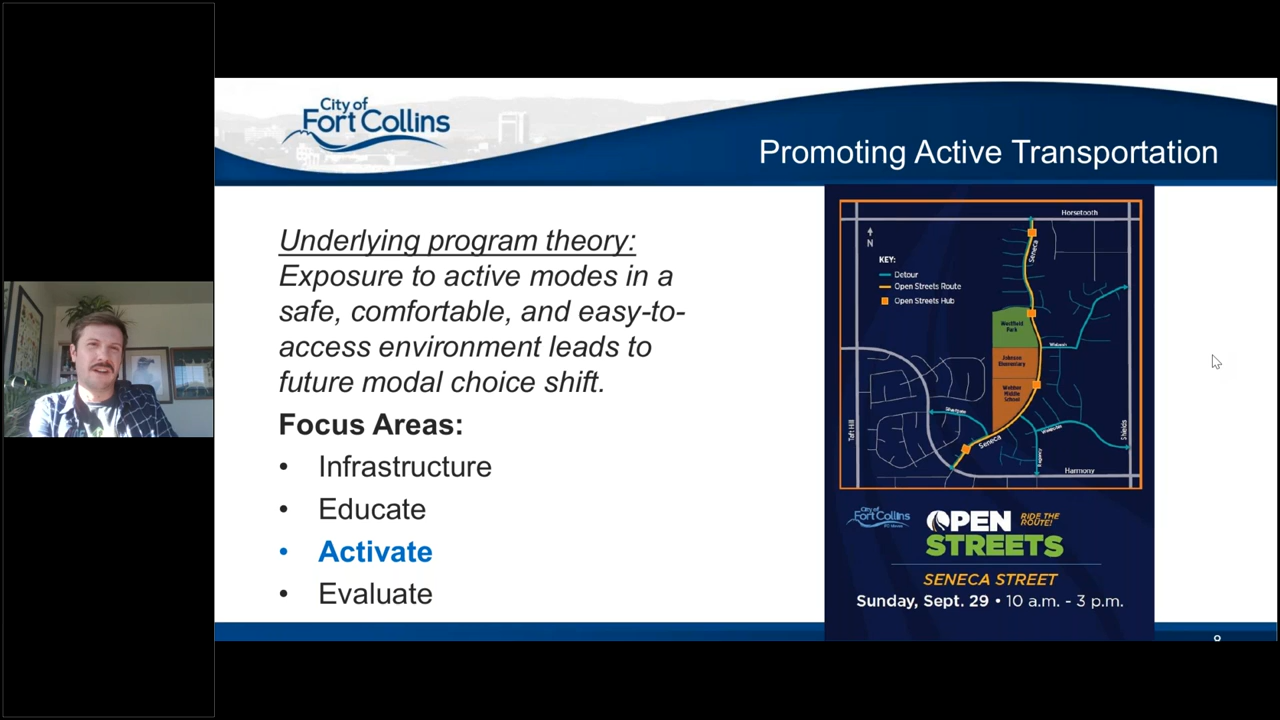 City of
Fort Collins
Promoting Active Transportation
Underlying program theory:
Exposure to active modes in a
safe, comfortable, and easy-to-
access environment leads to
future modal choice shift.
Focus Areas:
• Infrastructure
• Educate
• Activate
• Evaluate
Horsetooth
N
Seneca
KEY:
Detour
Open Streets Route
Open Streets Hub
Westfield
Park
Wabash
Johnson
Elementary
Webber
Middle
School
Taft Hill
Seneca
Shields
Harmony
City of
Fort Collins
OPEN
STREETS
RIDE THE
ROUTE!
SENECA STREET
Sunday, Sept. 29 • 10 a.m. - 3 p.m.
8